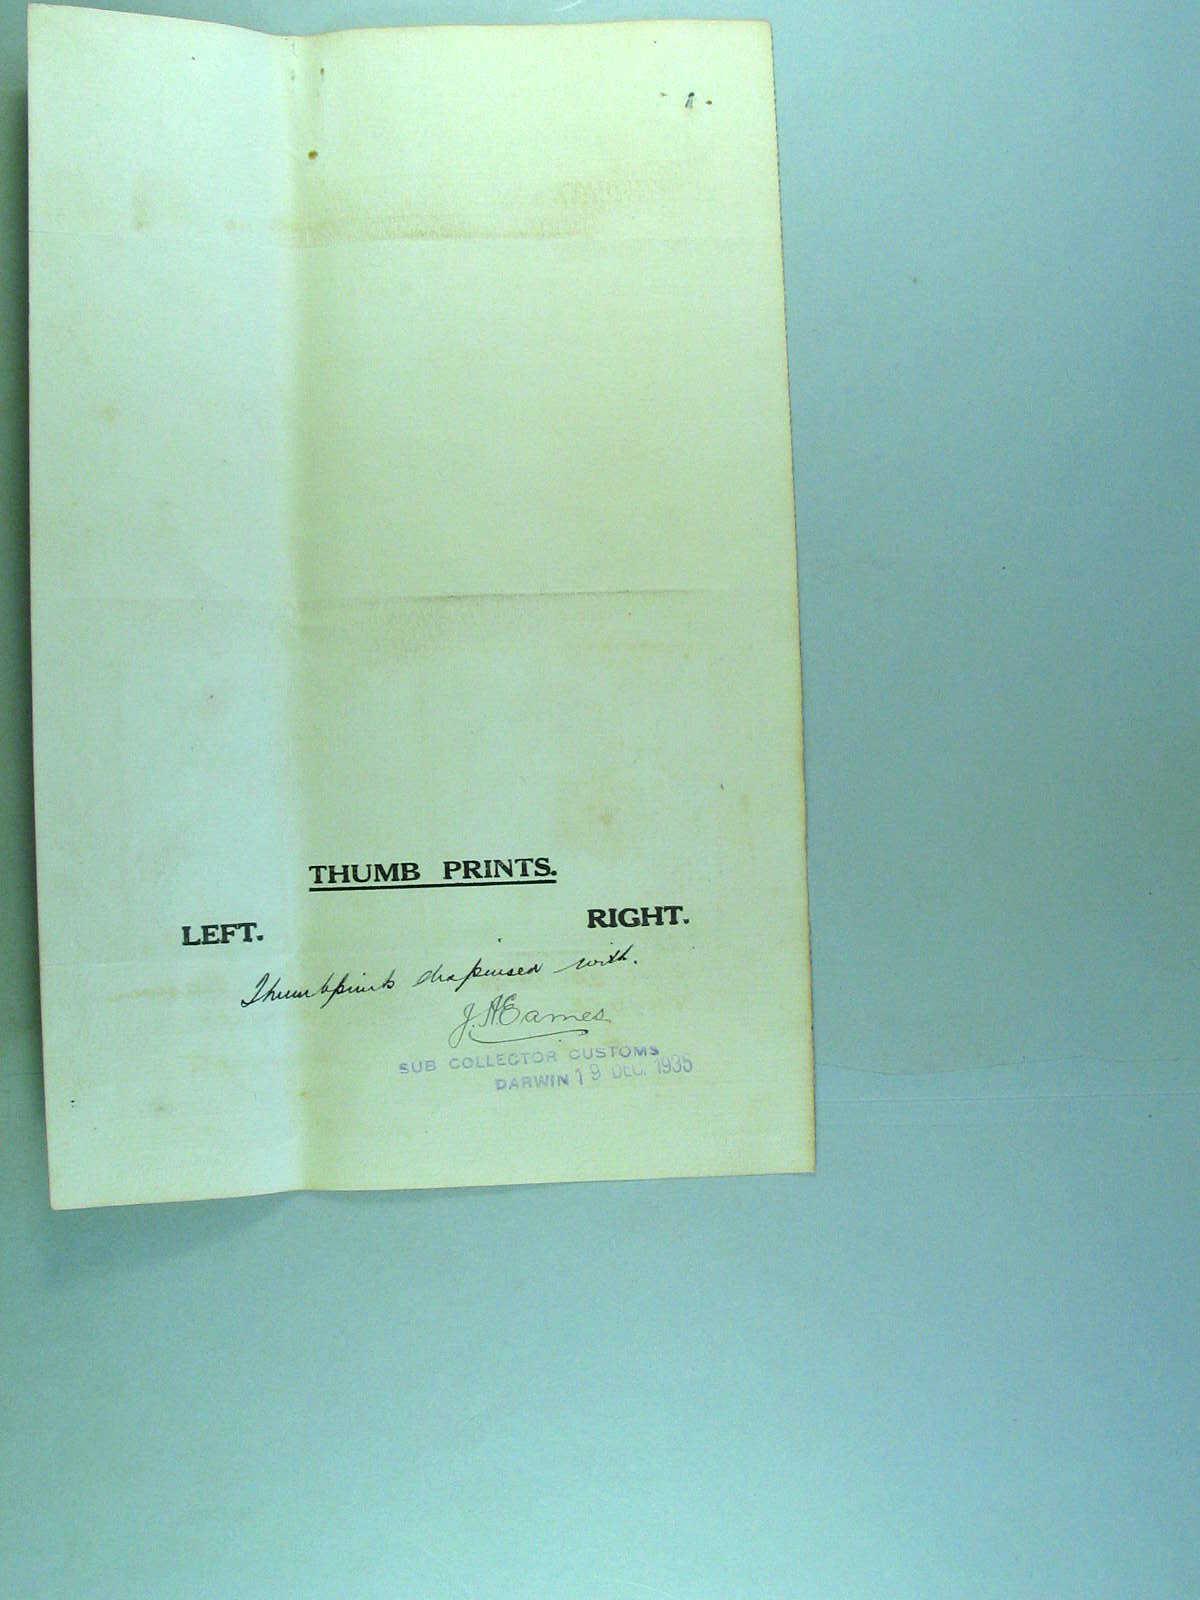 THUMB PRINTS.
LEFT. RIGHT.
Thumbprints dispensed with.
J. A Eames
SUB COLLECTOR CUSTOMS
DARWIN 19 DEC. 1935